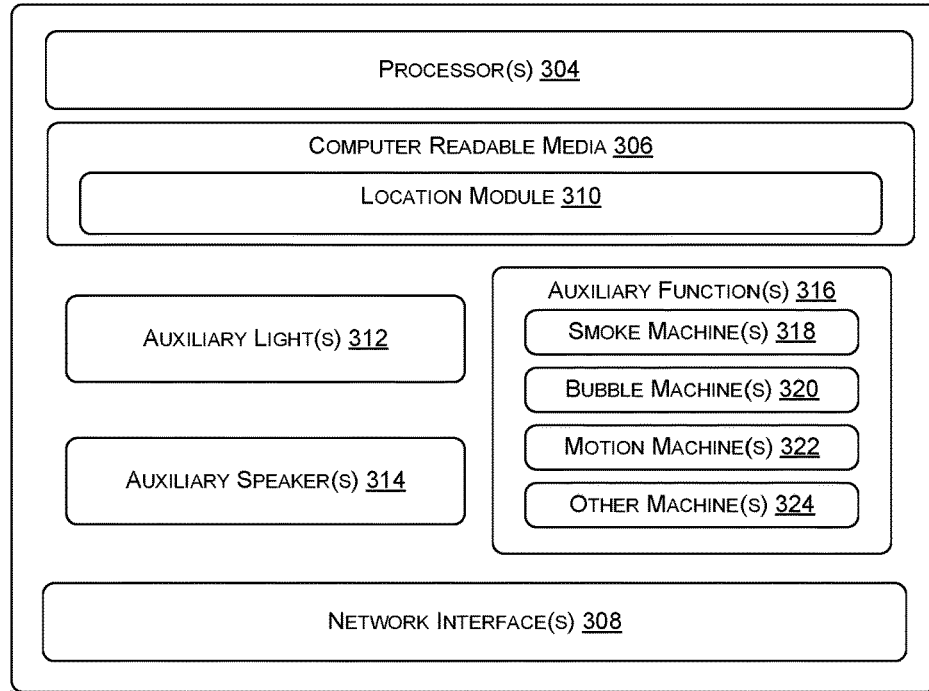 PROCESSOR(S) 304
COMPUTER READABLE MEDIA 306
LOCATION MODULE 310
AUXILIARY LIGHT(S) 312
AUXILIARY SPEAKER(S) 314
AUXILIARY FUNCTION(S) 316
SMOKE MACHINE(S) 318
BUBBLE MACHINE(S) 320
MOTION MACHINE(S) 322
OTHER MACHINE(S) 324
NETWORK INTERFACE(S) 308